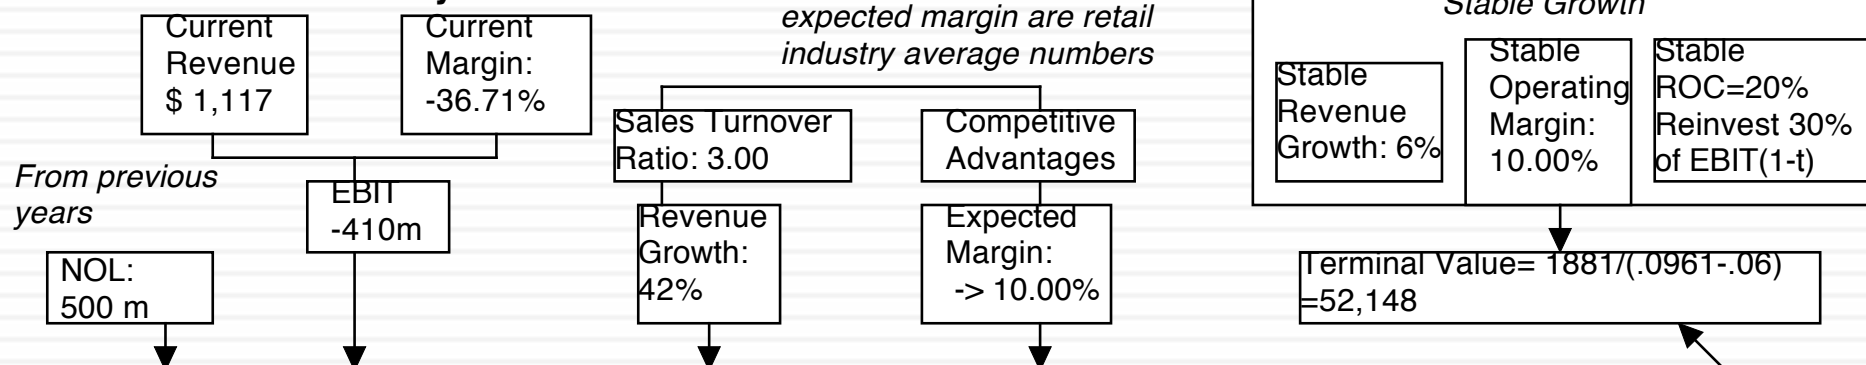 Current
Revenue
$ 1,117
Current
Margin:
-36.71%
expected margin are retail
industry average numbers
Stable Growth
Stable
Revenue
Growth: 6%
Stable
Operating
Margin:
10.00%
Stable
ROC=20%
Reinvest 30%
of EBIT(1-t)
Sales Turnover
Ratio: 3.00
Competitive
Advantages
From previous
years
EBIT
-410m
Revenue
Growth:
42%
Expected
Margin:
-> 10.00%
NOL:
500 m
Terminal Value= 1881/(.0961-.06)
=52,148